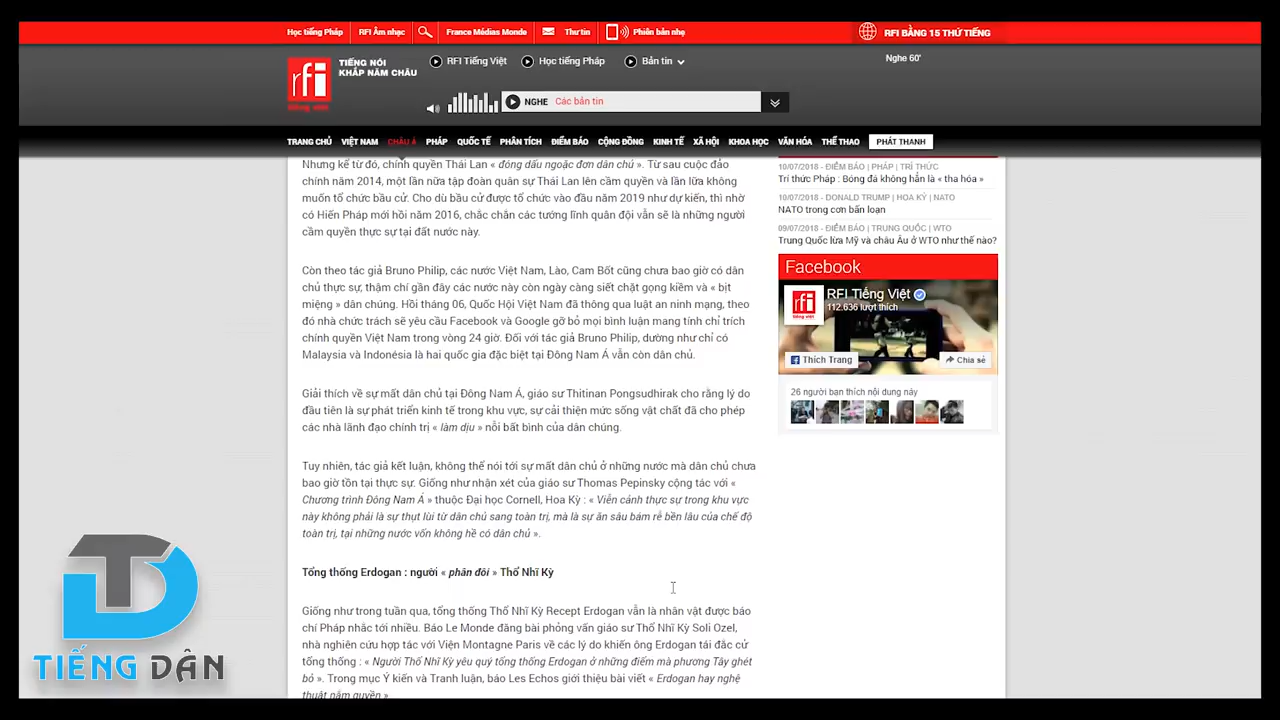 Học tiếng Pháp
RFI Âm nhạc
France Médias Monde
Thư tín
Phiên bản nhẹ
RFI BẰNG 15 THỨ TIẾNG
rfi
tiếng việt
TIẾNG NÓI
KHẮP NĂM CHÂU
RFI Tiếng Việt
Học tiếng Pháp
Bản tin
Nghe 60'
NGHE Các bản tin
TRANG CHỦ VIỆT NAM CHÂU Á PHÁP QUỐC TẾ PHÂN TÍCH ĐIỂM BÁO CỘNG ĐỒNG KINH TẾ XÃ HỘI KHOA HỌC VĂN HÓA THỂ THAO PHÁT THANH
Nhưng kể từ đó, chính quyền Thái Lan « đóng dấu ngoặc đơn dân chủ ». Từ sau cuộc đảo
chính năm 2014, một lần nữa tập đoàn quân sự Thái Lan lên cầm quyền và lần lữa không
muốn tổ chức bầu cử. Cho dù bầu cử được tổ chức vào đầu năm 2019 như dự kiến, thì nhờ
có Hiến Pháp mới hồi năm 2016, chắc chắn các tướng lĩnh quân đội vẫn sẽ là những người
cầm quyền thực sự tại đất nước này.
Còn theo tác giả Bruno Philip, các nước Việt Nam, Lào, Cam Bốt cũng chưa bao giờ có dân
chủ thực sự, thậm chí gần đây các nước này còn ngày càng siết chặt gọng kiềm và « bịt
miệng » dân chúng. Hồi tháng 06, Quốc Hội Việt Nam đã thông qua luật an ninh mạng, theo
đó nhà chức trách sẽ yêu cầu Facebook và Google gỡ bỏ mọi bình luận mang tính chỉ trích
chính quyền Việt Nam trong vòng 24 giờ. Đối với tác giả Bruno Philip, dường như chỉ có
Malaysia và Indonésia là hai quốc gia đặc biệt tại Đông Nam Á vẫn còn dân chủ.
Giải thích về sự mất dân chủ tại Đông Nam Á, giáo sư Thitinan Pongsudhirak cho rằng lý do
đầu tiên là sự phát triển kinh tế trong khu vực, sự cải thiện mức sống vật chất đã cho phép
các nhà lãnh đạo chính trị « làm dịu » nỗi bất bình của dân chúng.
Tuy nhiên, tác giả kết luận, không thể nói tới sự mất dân chủ ở những nước mà dân chủ chưa
bao giờ tồn tại thực sự. Giống như nhận xét của giáo sư Thomas Pepinsky cộng tác với «
Chương trình Đông Nam Á » thuộc Đại học Cornell, Hoa Kỳ : « Viễn cảnh thực sự trong khu vực
này không phải là sự thụt lùi từ dân chủ sang toàn trị, mà là sự ăn sâu bám rễ bền lâu của chế độ
toàn trị, tại những nước vốn không hề có dân chủ ».
Tổng thống Erdogan : người « phân đôi » Thổ Nhĩ Kỳ
Giống như trong tuần qua, tổng thống Thổ Nhĩ Kỳ Recept Erdogan vẫn là nhân vật được báo
chí Pháp nhắc tới nhiều. Báo Le Monde đăng bài phỏng vấn giáo sư Thổ Nhĩ Kỳ Soli Ozel,
nhà nghiên cứu hợp tác với Viện Montagne Paris về các lý do khiến ông Erdogan tái đắc cử
tổng thống : « Người Thổ Nhĩ Kỳ yêu quý tổng thống Erdogan ở những điểm mà phương Tây ghét
bỏ ». Trong mục Ý kiến và Tranh luận, báo Les Echos giới thiệu bài viết « Erdogan hay nghệ
thuật nắm quyền »
10/07/2018 - ĐIỂM BÁO | PHÁP | TRÍ THỨC
Trí thức Pháp : Bóng đá không hẳn là « tha hóa »
10/07/2018 - DONALD TRUMP | HOA KỲ | NATO
NATO trong cơn bấn loạn
09/07/2018 - ĐIỂM BÁO | TRUNG QUỐC | WTO
Trung Quốc lừa Mỹ và châu Âu ở WTO như thế nào?
Facebook
rfi
tiếng việt
RFI Tiếng Việt
112.636 lượt thích
Thích Trang
Chia sẻ
26 người bạn thích nội dung này
TD
TIẾNG DÂN